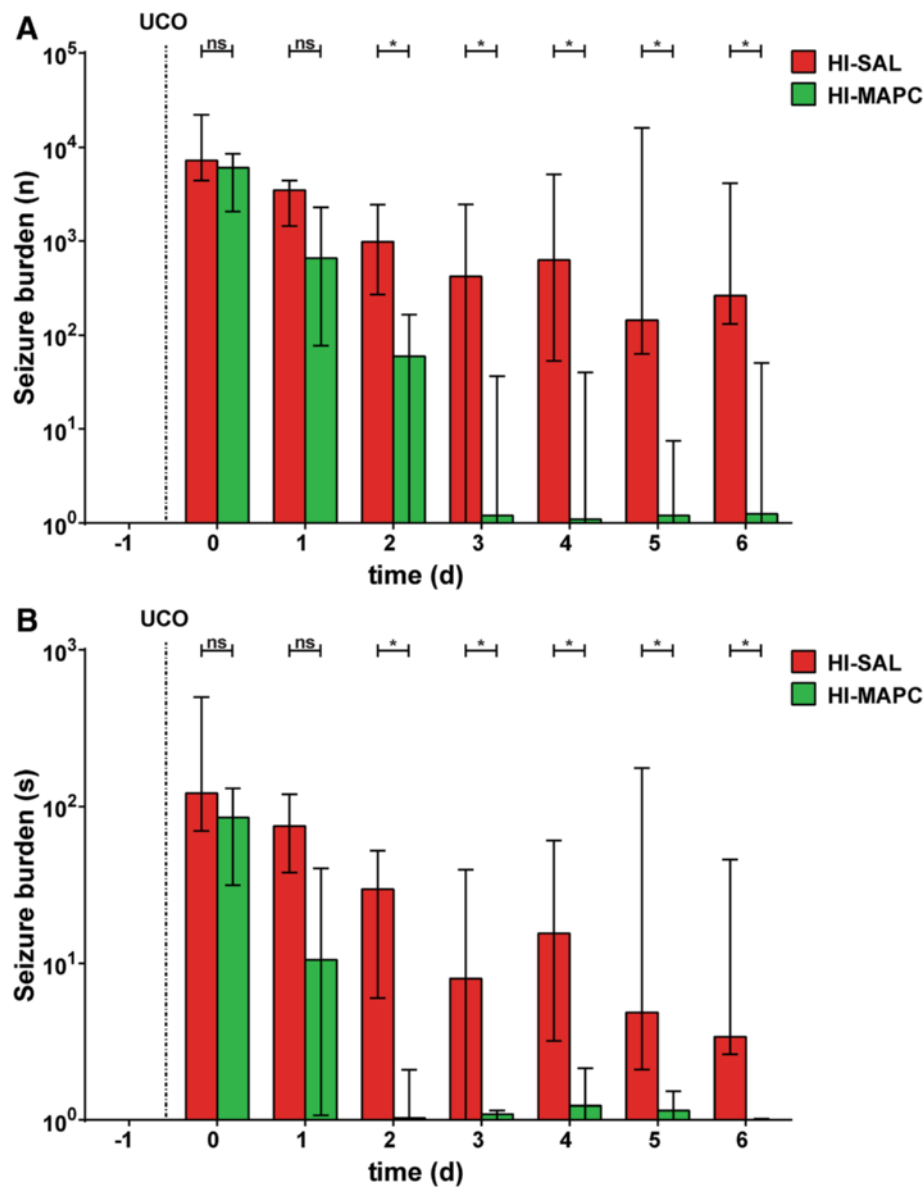 A
UCO
ns ns * * * * *
HI-SAL
HI-MAPC
Seizure burden (n)
10^5
10^4
10^3
10^2
10^1
10^0
-1 0 1 2 3 4 5 6
time (d)
B
UCO
ns ns * * * * *
HI-SAL
HI-MAPC
Seizure burden (s)
10^3
10^2
10^1
10^0
-1 0 1 2 3 4 5 6
time (d)